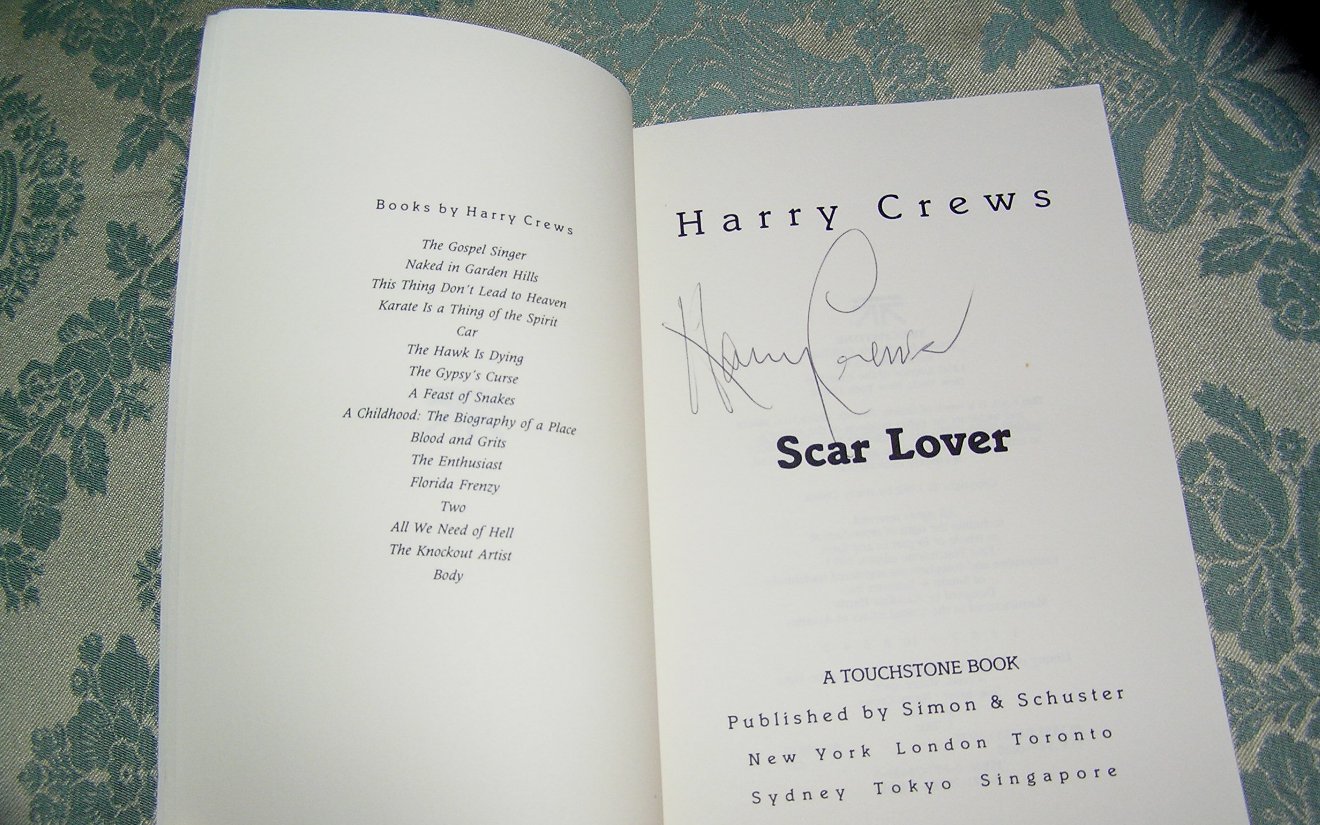 Books by Harry Crews
The Gospel Singer
Naked in Garden Hills
This Thing Don't Lead to Heaven
Karate Is a Thing of the Spirit
Car
The Hawk Is Dying
The Gypsy's Curse
A Feast of Snakes
A Childhood: The Biography of a Place
Blood and Grits
The Enthusiast
Florida Frenzy
Two
All We Need of Hell
The Knockout Artist
Body
Harry Crews
Harry Crews
Scar Lover
A TOUCHSTONE BOOK
Published by Simon & Schuster
New York London Toronto
Sydney Tokyo Singapore